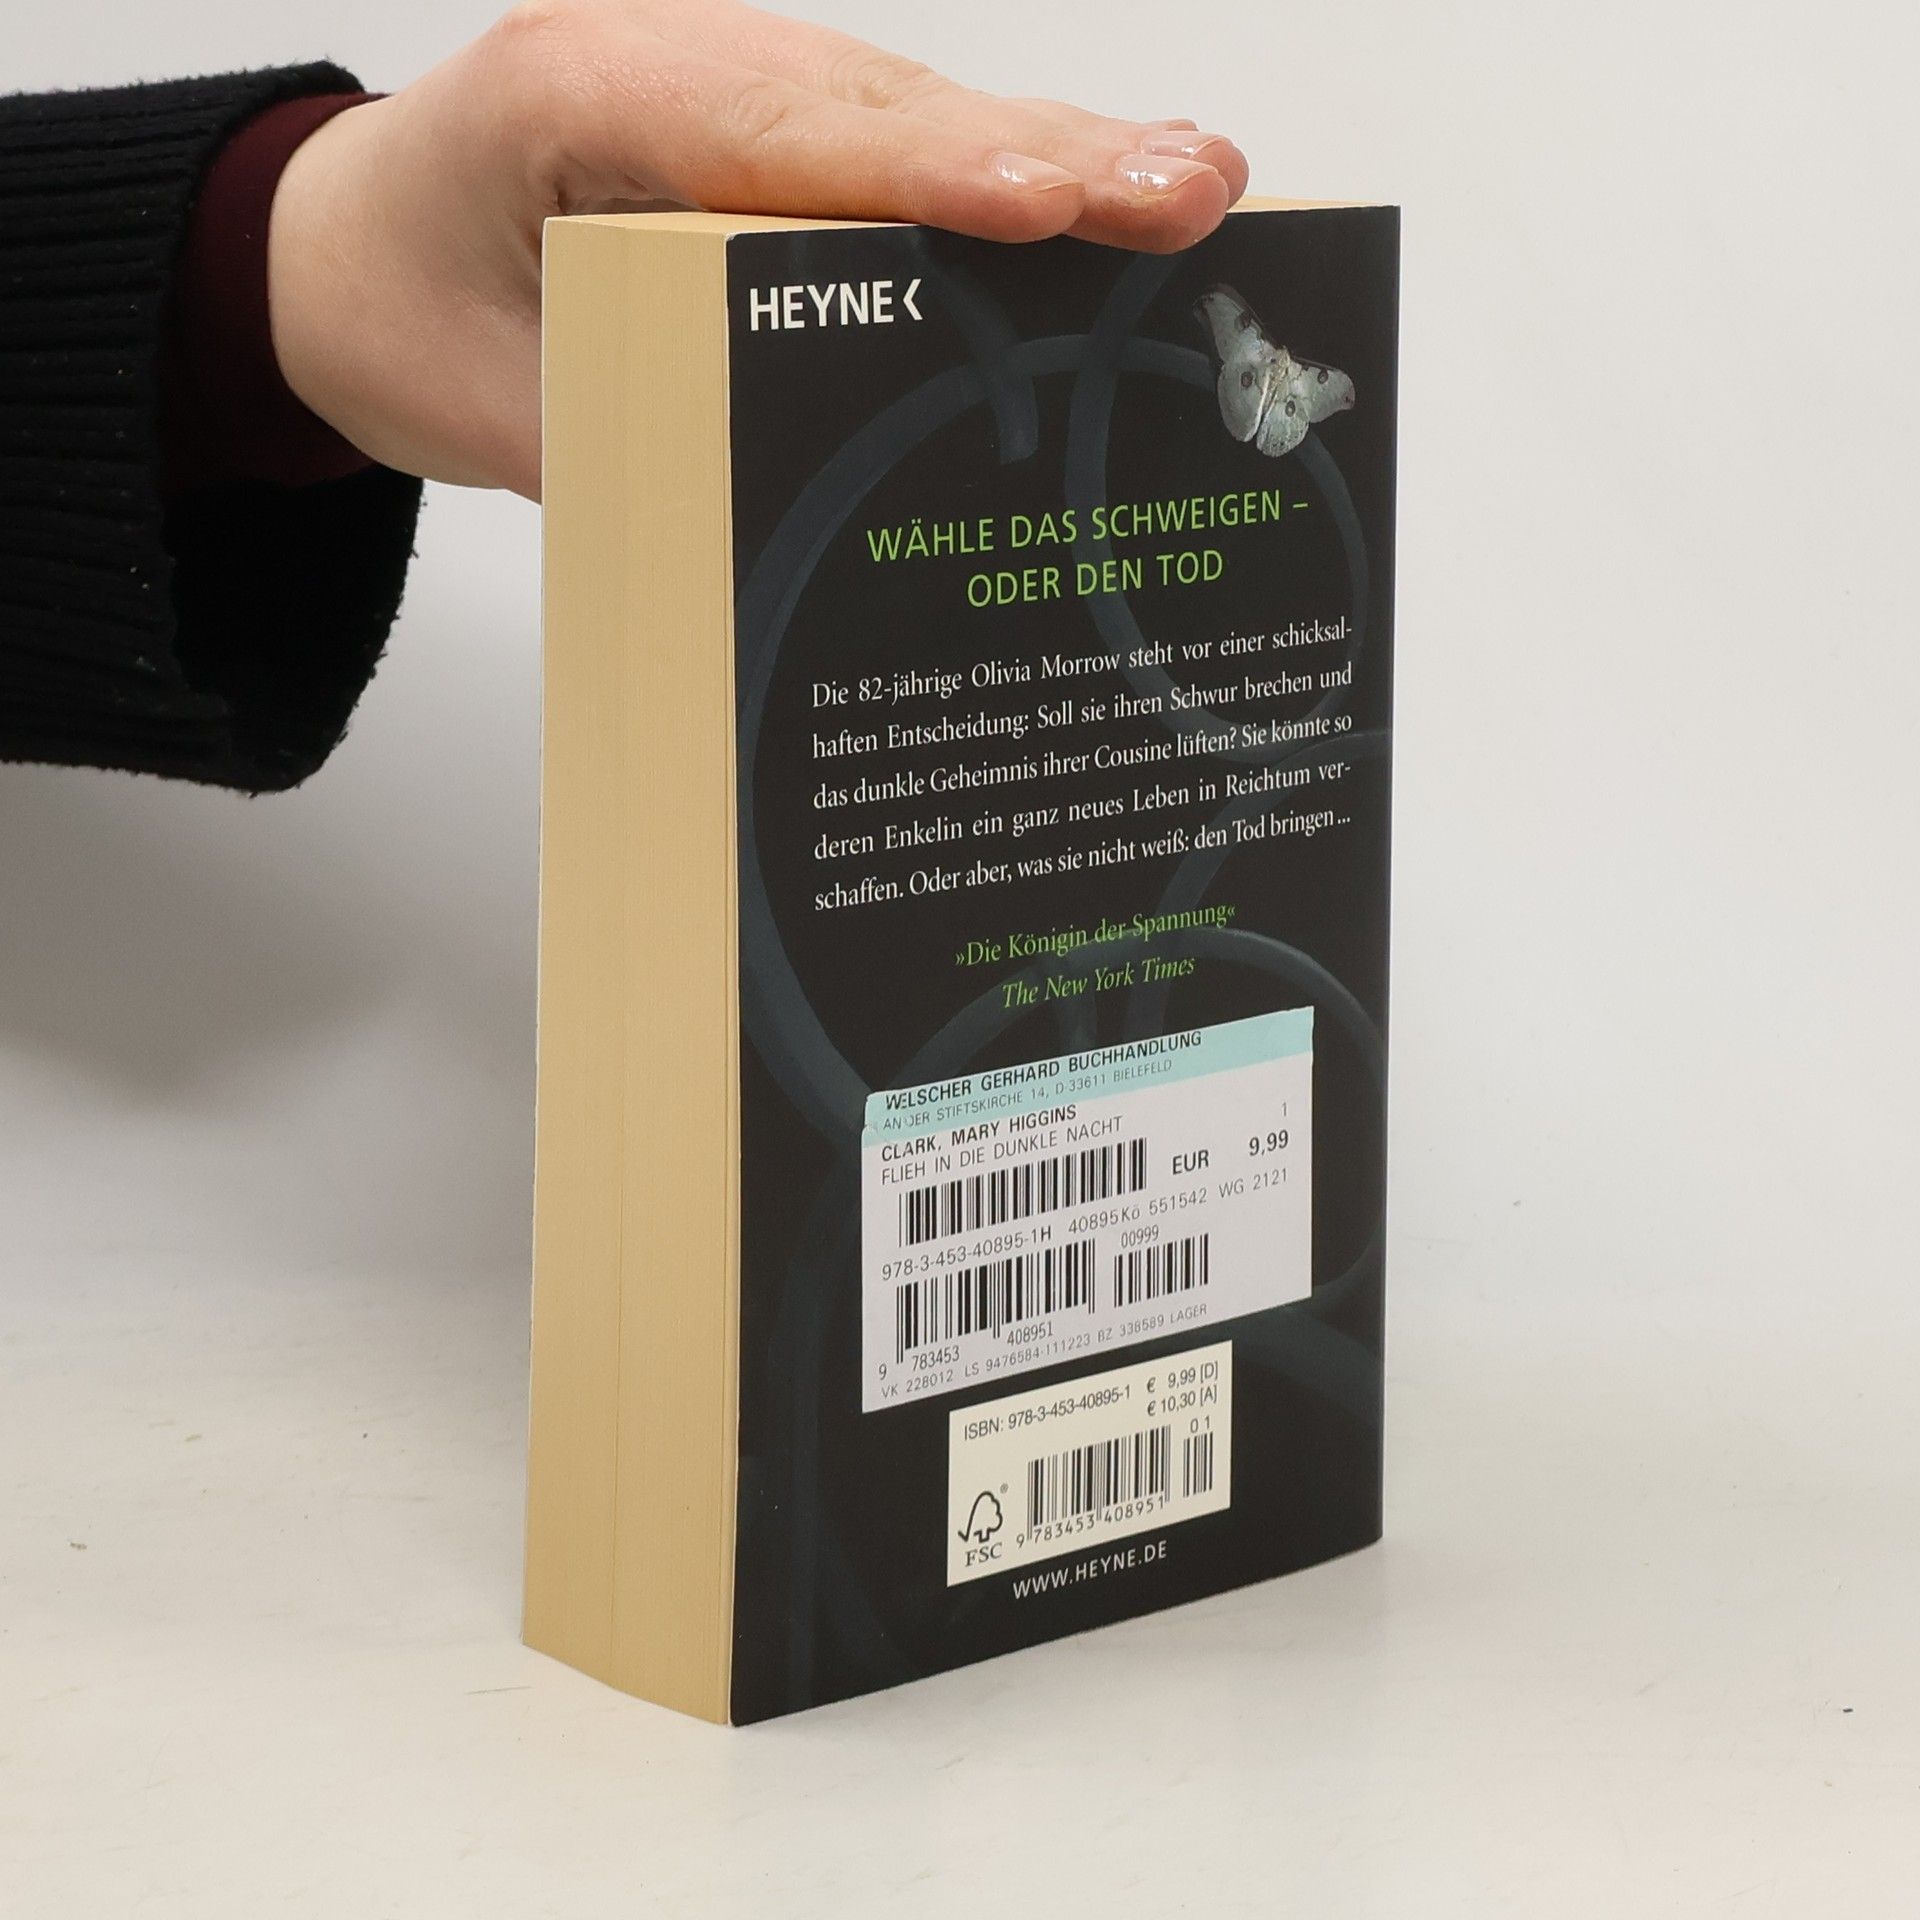 HEYNE<
WÄHLE DAS SCHWEIGEN –
ODER DEN TOD
Die 82-jährige Olivia Morrow steht vor einer schicksal-
haften Entscheidung: Soll sie ihren Schwur brechen und
das dunkle Geheimnis ihrer Cousine lüften? Sie könnte so
deren Enkelin ein ganz neues Leben in Reichtum ver-
schaffen. Oder aber, was sie nicht weiß: den Tod bringen...
»Die Königin der Spannung«
The New York Times
WELSCHER GERHARD BUCHHANDLUNG
AN DER STIFTSKIRCHE 14, D-33611 BIELEFELD
CLARK, MARY HIGGINS 1
FLIEH IN DIE DUNKLE NACHT
EUR 9,99
978-3-453-40895-1H 40895Kö 551542 WG 2121
00999
9 783453 408951
VK 228012 LS 9476584-111223 BZ 338589 LAGER
ISBN: 978-3-453-40895-1 € 9,99 [D]
€ 10,30 [A]
0 1
9 783453 408951
FSC ®
WWW.HEYNE.DE